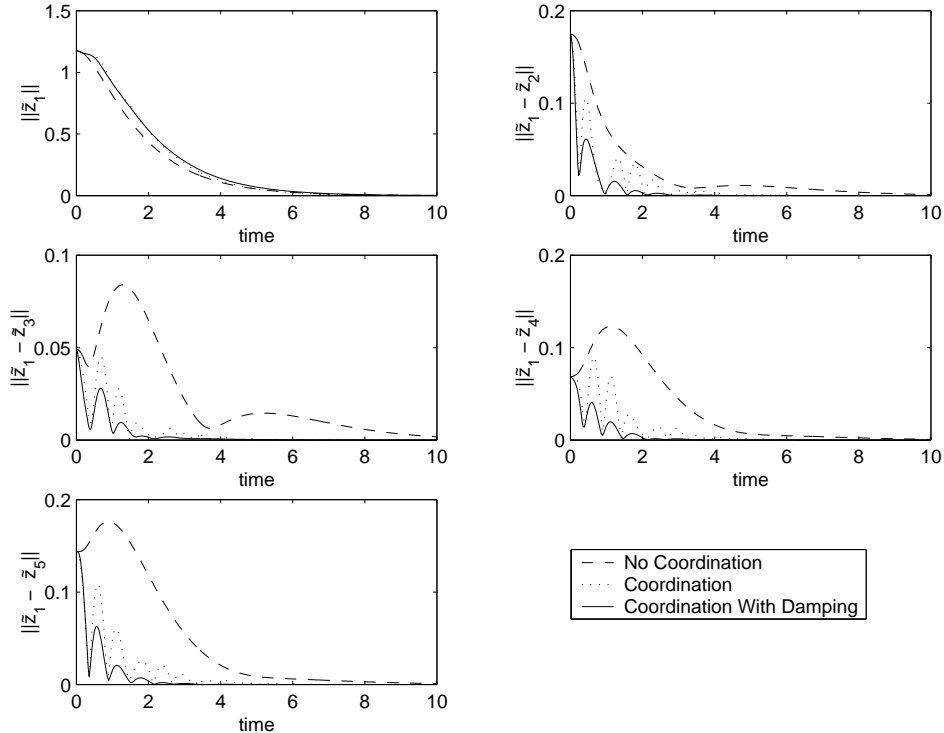 1.5
1
0.5
0
||z̃1||
0 2 4 6 8 10
time
0.2
0.1
0
||z̃1 − z̃2||
0 2 4 6 8 10
time
0.1
0.05
0
||z̃1 − z̃3||
0 2 4 6 8 10
time
0.2
0.1
0
||z̃1 − z̃4||
0 2 4 6 8 10
time
0.2
0.1
0
||z̃1 − z̃5||
0 2 4 6 8 10
time
No Coordination
Coordination
Coordination With Damping